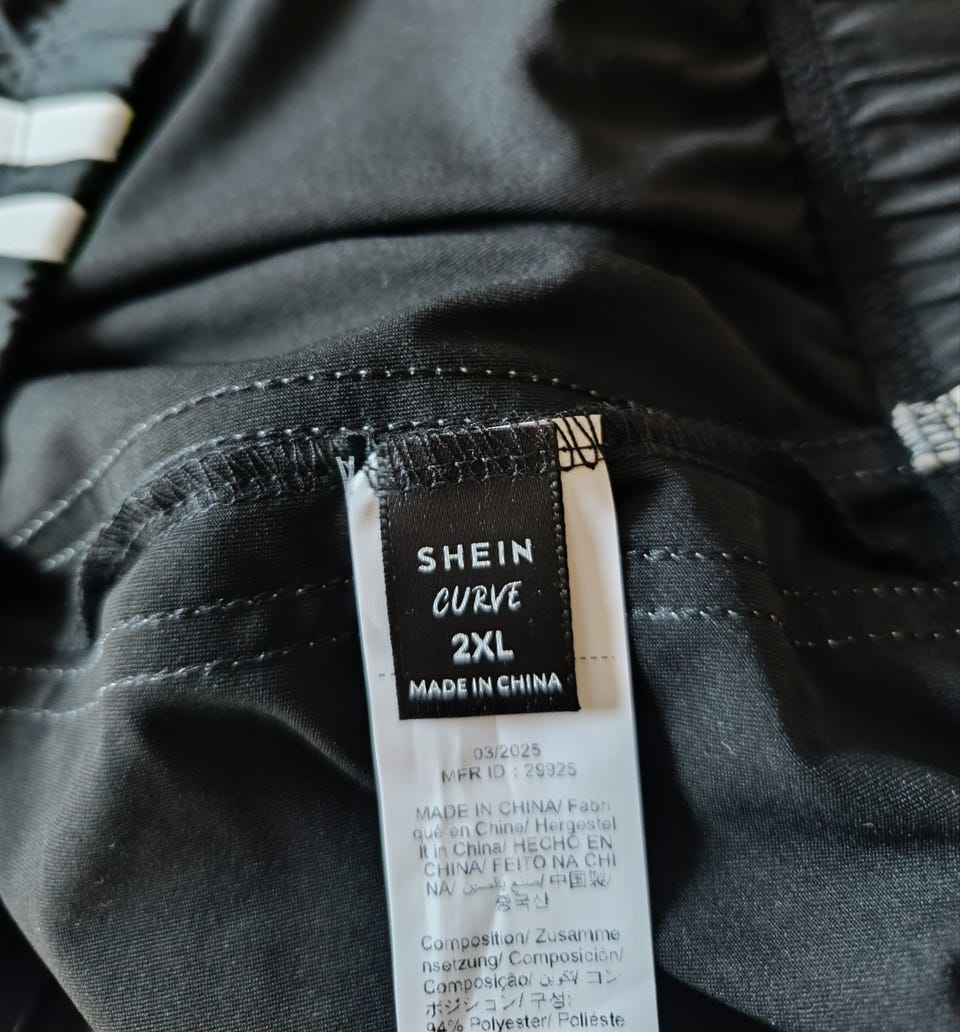 SHEIN
CURVE
2XL
MADE IN CHINA
03/2025
MFR ID : 29925
MADE IN CHINA/ Fabri
qué en Chine/ Hergestel
lt in China/ HECHO EN
CHINA/ FEITO NA CHI
NA/ صنع بالصين/ 中国製/
중국산
Composition/ Zusamme
nsetzung/ Composición/
Composição/ التكوين/ コン
ポジション/ 구성:
94% Polyester/ Poliéste